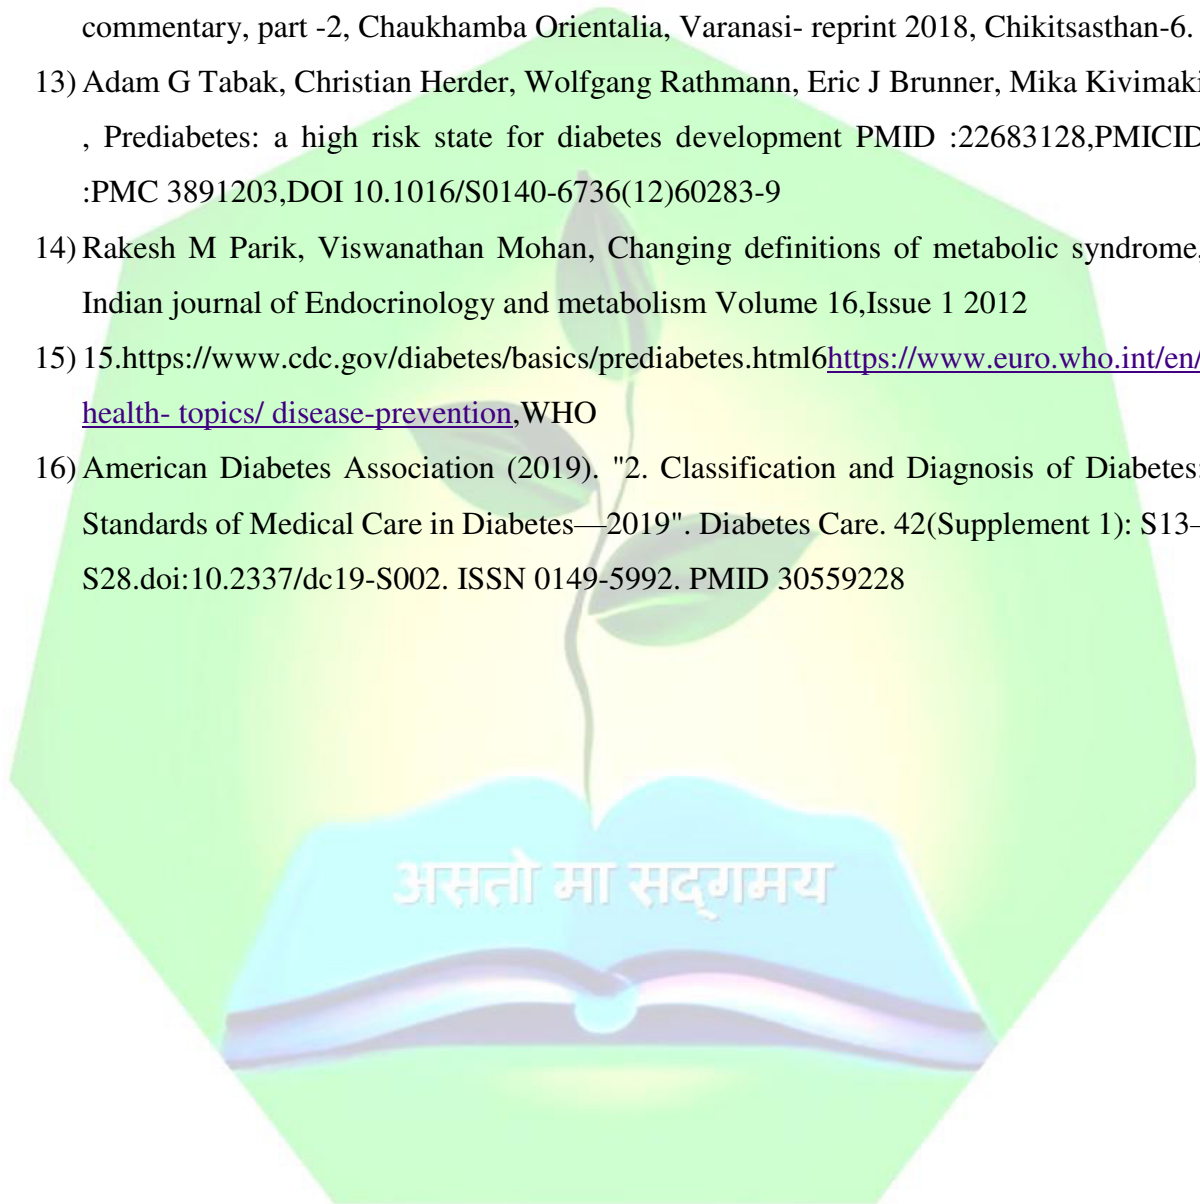 commentary, part -2, Chaukhamba Orientalia, Varanasi- reprint 2018, Chikitsasthan-6.
13) Adam G Tabak, Christian Herder, Wolfgang Rathmann, Eric J Brunner, Mika Kivimaki
, Prediabetes: a high risk state for diabetes development PMID :22683128,PMICID
:PMC 3891203,DOI 10.1016/S0140-6736(12)60283-9
14) Rakesh M Parik, Viswanathan Mohan, Changing definitions of metabolic syndrome,
Indian journal of Endocrinology and metabolism Volume 16,Issue 1 2012
15) 15.https://www.cdc.gov/diabetes/basics/prediabetes.html6https://www.euro.who.int/en/
health- topics/ disease-prevention,WHO
16) American Diabetes Association (2019). "2. Classification and Diagnosis of Diabetes:
Standards of Medical Care in Diabetes—2019". Diabetes Care. 42(Supplement 1): S13–
S28.doi:10.2337/dc19-S002. ISSN 0149-5992. PMID 30559228
असतो मा सद्गमय